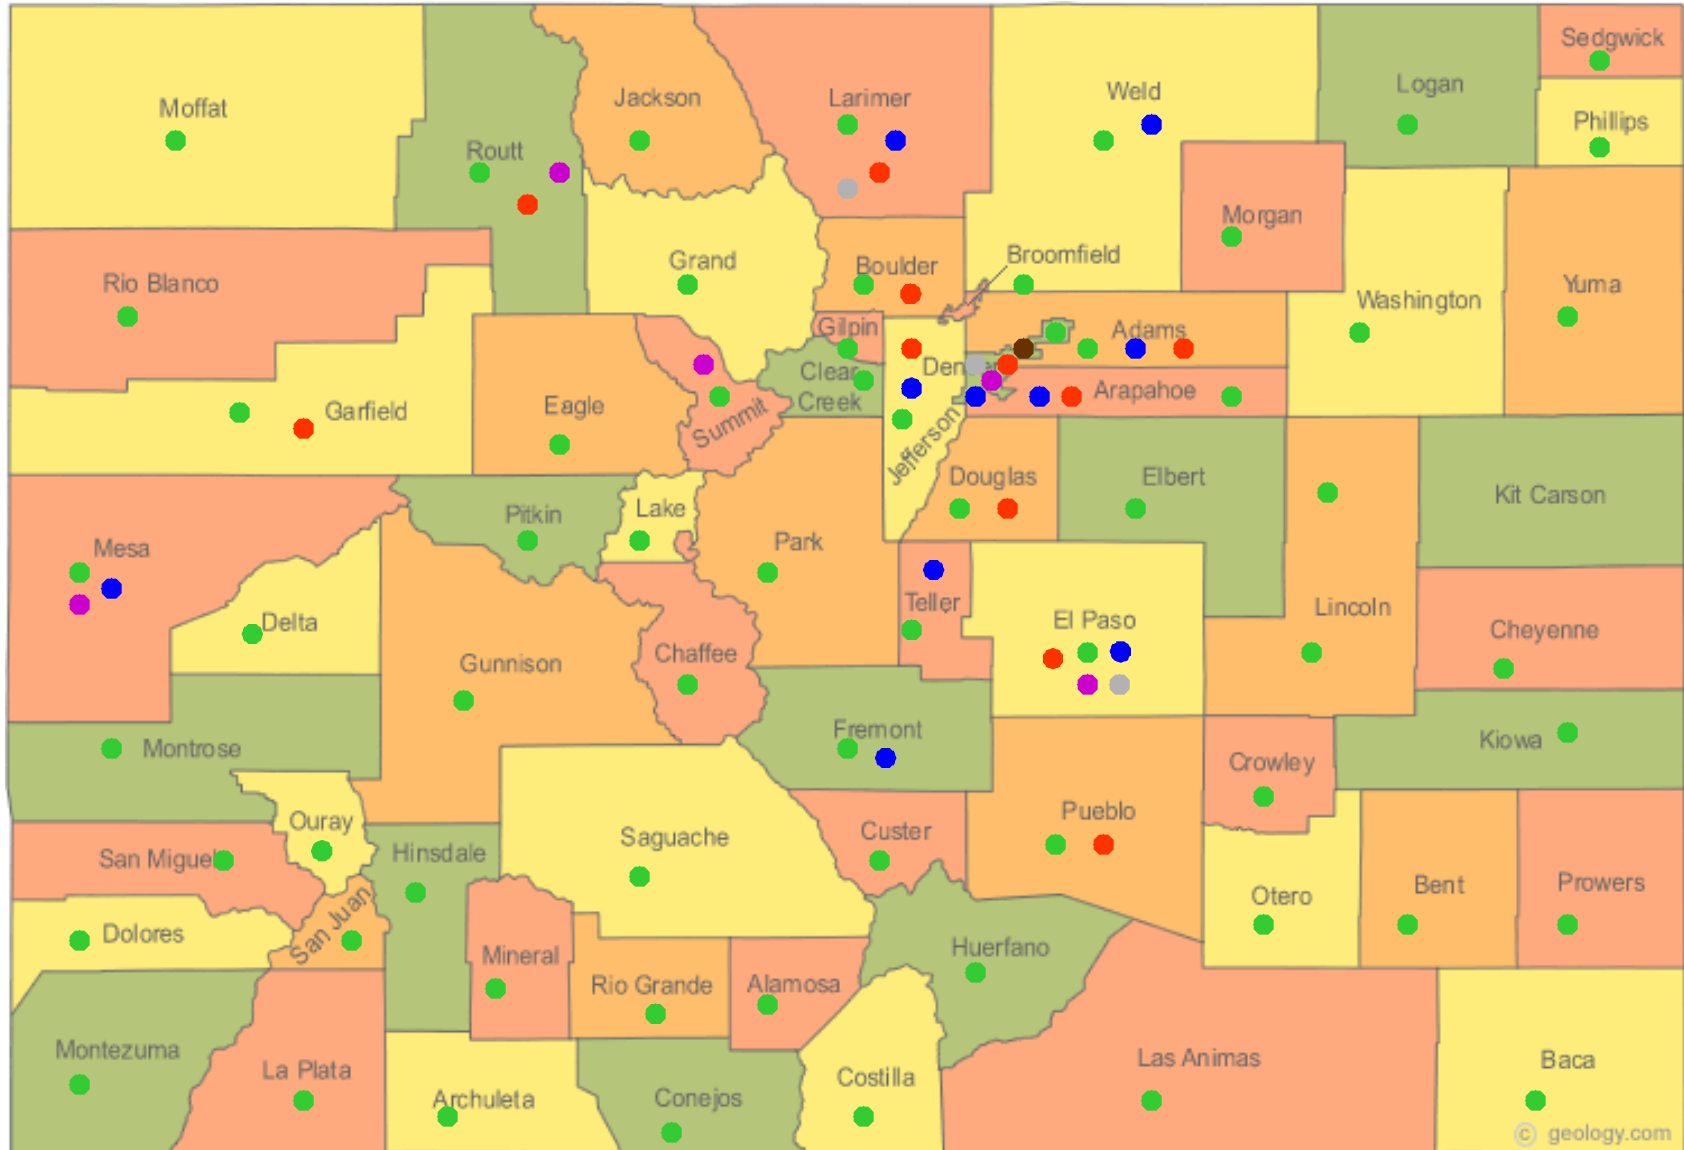 Sedgwick
Logan
Weld
Jackson
Larimer
Moffat
Phillips
Routt
Morgan
Broomfield
Grand
Boulder
Rio Blanco
Yuma
Washington
Gilpin
Adams
Denver
Clear
Creek
Arapahoe
Eagle
Garfield
Summit
Jefferson
Douglas
Elbert
Kit Carson
Lake
Pitkin
Park
Mesa
Teller
Lincoln
El Paso
Delta
Cheyenne
Chaffee
Gunnison
Fremont
Kiowa
Montrose
Crowley
Pueblo
Ouray
Custer
Saguache
Hinsdale
San Miguel
Prowers
Bent
Otero
San Juan
Dolores
Huerfano
Mineral
Rio Grande
Alamosa
Montezuma
Las Animas
Baca
La Plata
Costilla
Conejos
Archuleta
© geology.com